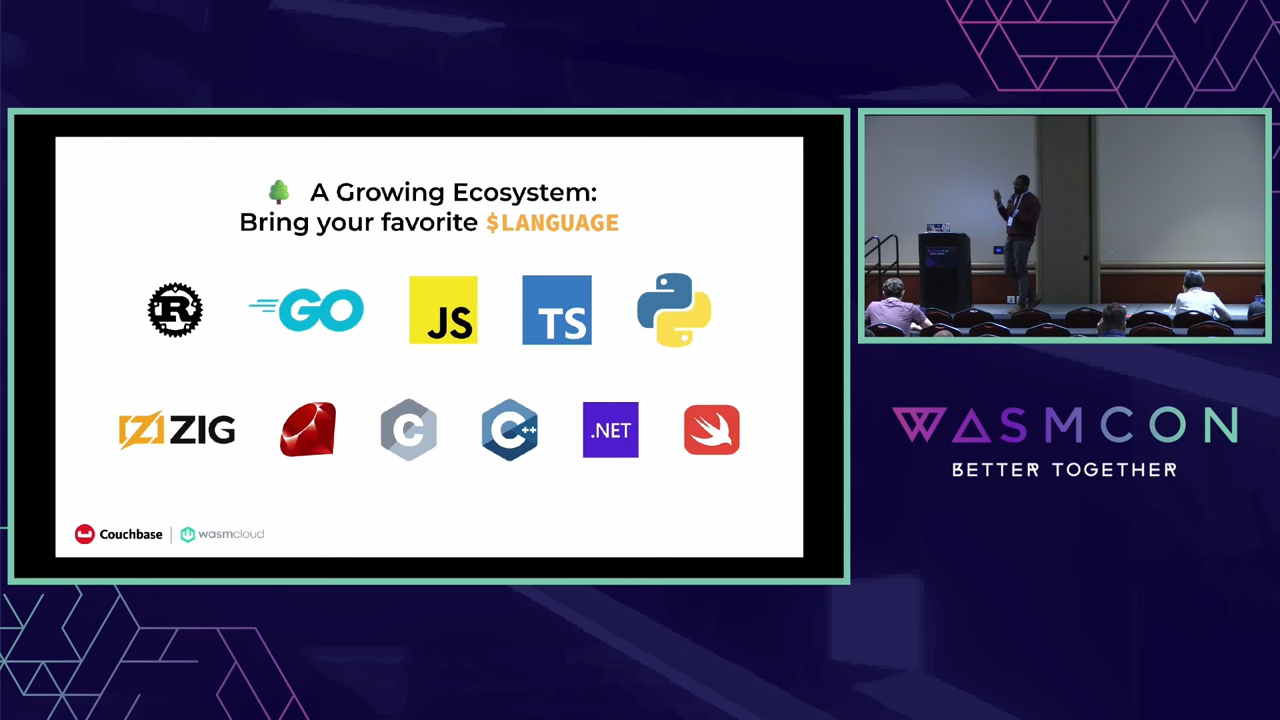 A Growing Ecosystem:
Bring your favorite $LANGUAGE
R
GO
JS
TS
ZIG
C
C++
.NET
Couchbase | wasmcloud
WASMCON
BETTER TOGETHER